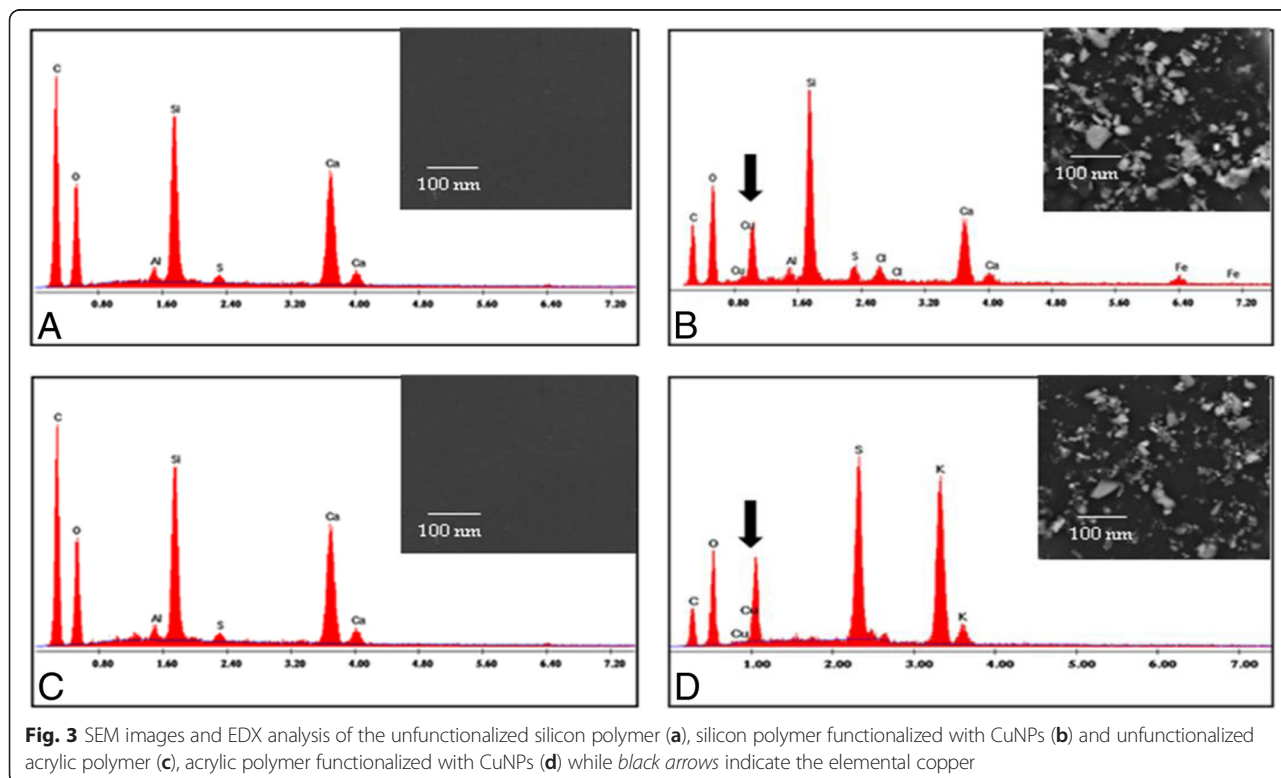 C
O
Al
Si
S
Ca
Ca
100 nm
0.80 1.60 2.40 3.20 4.00 4.80 5.60 6.40 7.20
A
C
O
Cu
Cu
Al
Si
S
Cl
Cl
Ca
Ca
Fe
Fe
100 nm
0.80 1.60 2.40 3.20 4.00 4.80 5.60 6.40 7.20
B
C
O
Al
Si
S
Ca
Ca
100 nm
0.80 1.60 2.40 3.20 4.00 4.80 5.60 6.40 7.20
C
C
O
Cu
Cu
S
K
K
100 nm
1.00 2.00 3.00 4.00 5.00 6.00 7.00
D
Fig. 3 SEM images and EDX analysis of the unfunctionalized silicon polymer (a), silicon polymer functionalized with CuNPs (b) and unfunctionalized
acrylic polymer (c), acrylic polymer functionalized with CuNPs (d) while black arrows indicate the elemental copper